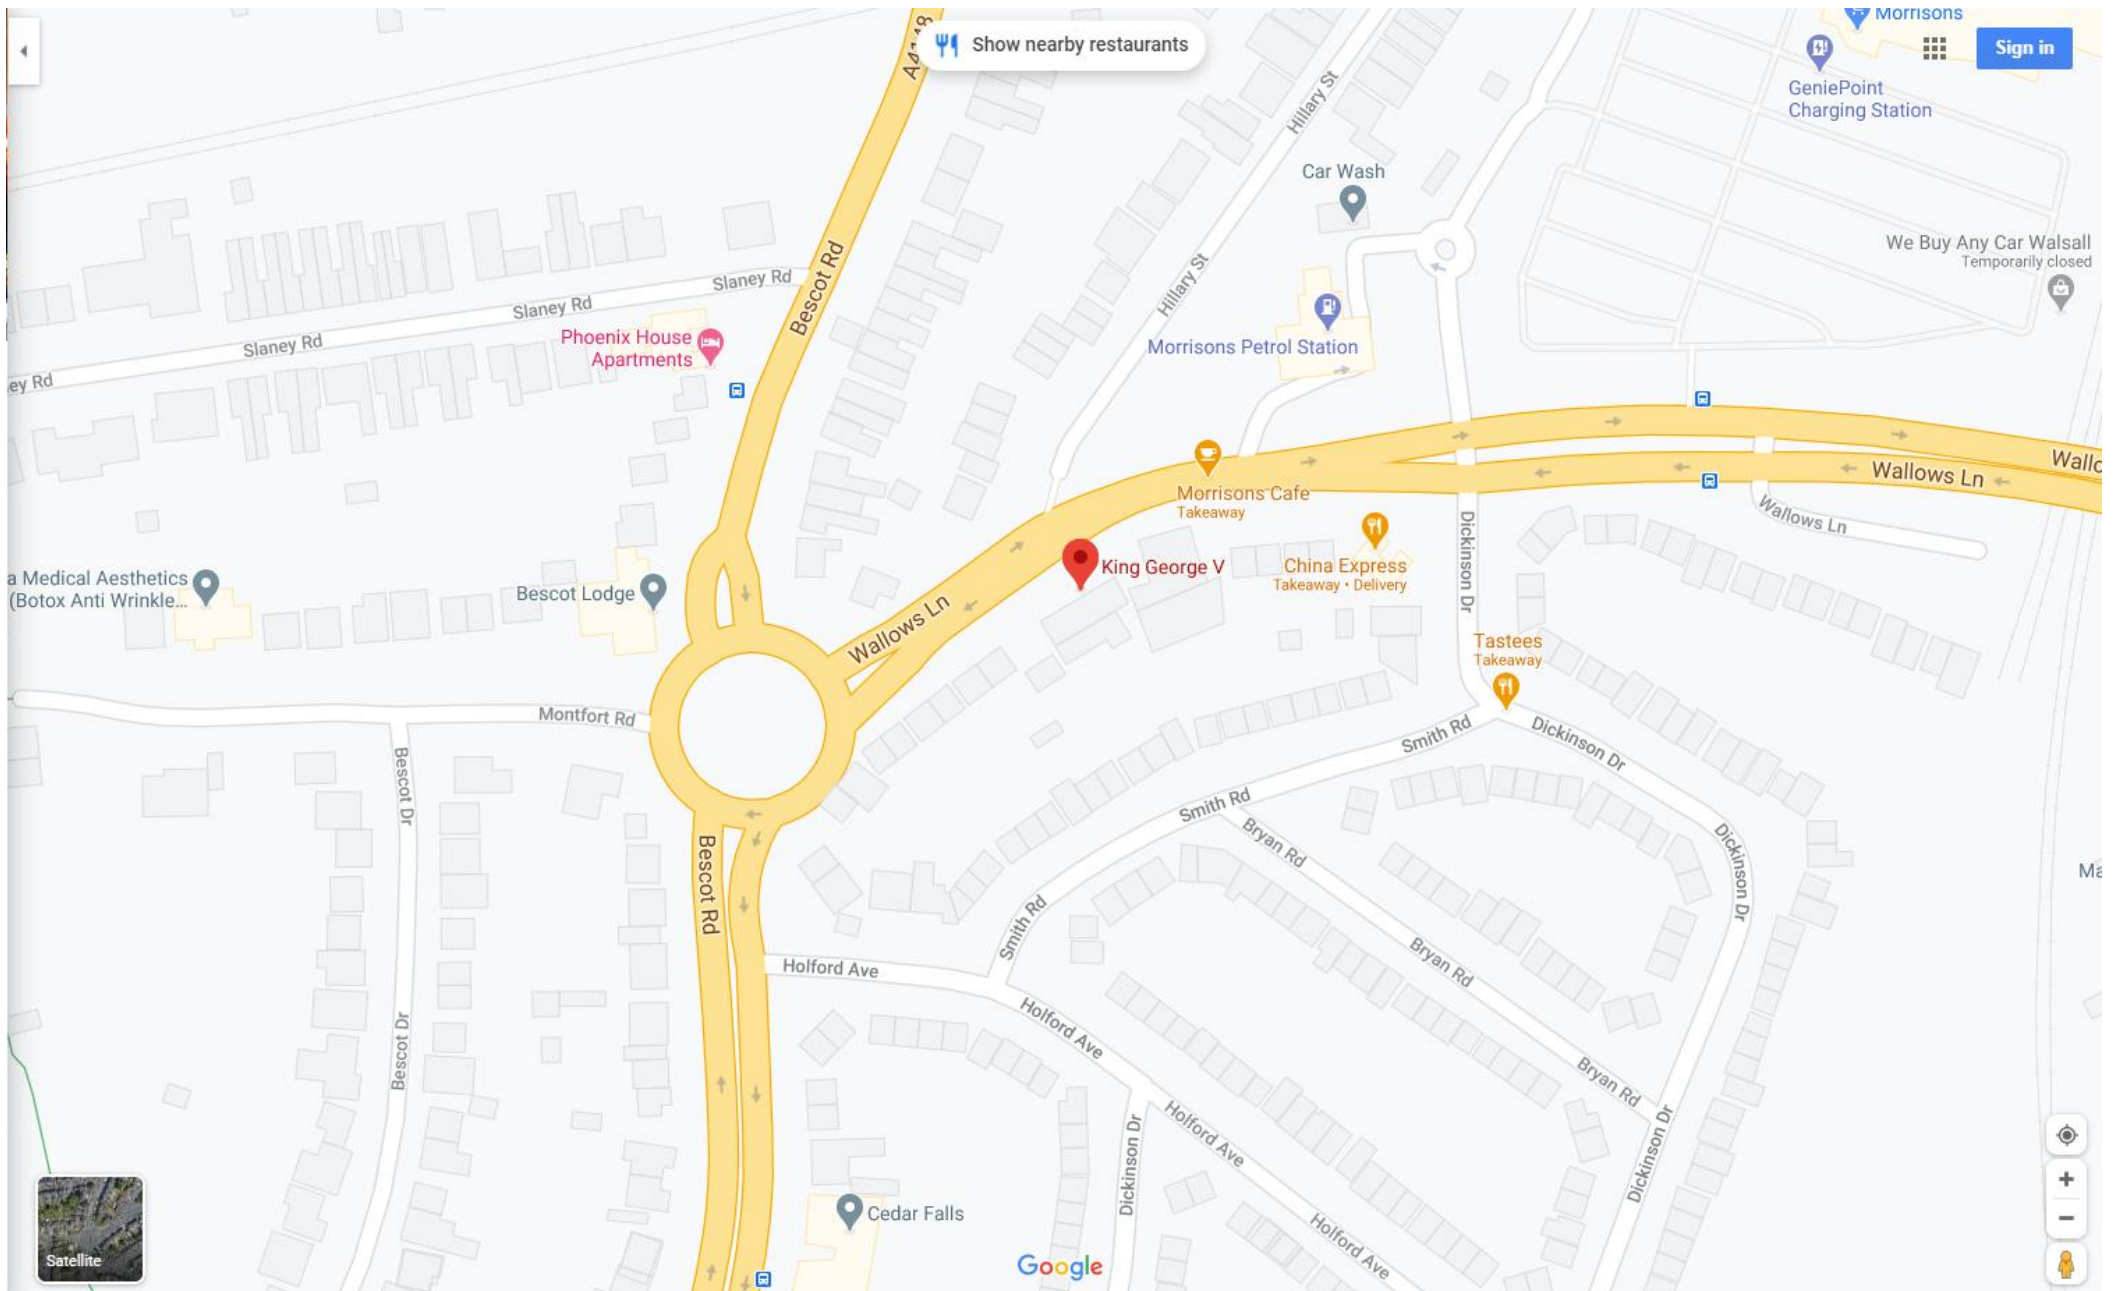 Morrisons
A4148
Show nearby restaurants
Sign in
GeniePoint
Charging Station
Hillary St
Car Wash
We Buy Any Car Walsall
Temporarily closed
Bescot Rd
Hillary St
Slaney Rd
Slaney Rd
Slaney Rd
ey Rd
Phoenix House
Apartments
Morrisons Petrol Station
Wallo
Wallows Ln
Morrisons Cafe
Takeaway
Wallows Ln
Dickinson Dr
King George V
China Express
Takeaway • Delivery
a Medical Aesthetics
(Botox Anti Wrinkle...
Bescot Lodge
Wallows Ln
Tastees
Takeaway
Montfort Rd
Smith Rd
Dickinson Dr
Bescot Dr
Smith Rd
Bryan Rd
Dickinson Dr
Bescot Rd
Ma
Smith Rd
Bryan Rd
Holford Ave
Holford Ave
Bescot Dr
Bryan Rd
Holford Ave
Dickinson Dr
Dickinson Dr
Cedar Falls
Holford Ave
Satellite
Google